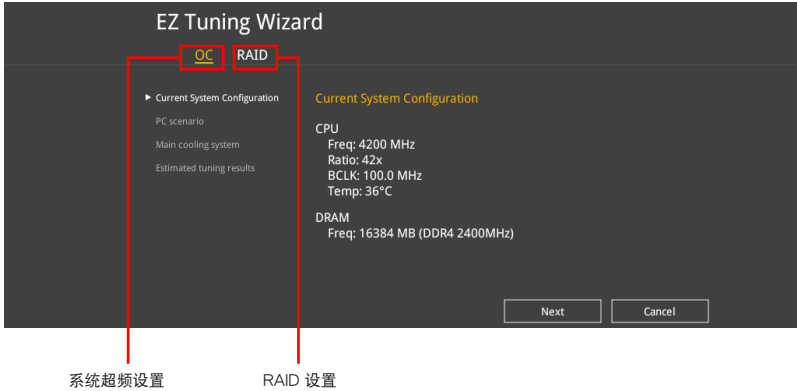 EZ Tuning Wizard
OC RAID
Current System Configuration
PC scenario
Main cooling system
Estimated tuning results
Current System Configuration
CPU
Freq: 4200 MHz
Ratio: 42x
BCLK: 100.0 MHz
Temp: 36°C
DRAM
Freq: 16384 MB (DDR4 2400MHz)
Next Cancel
系统超频设置 RAID 设置